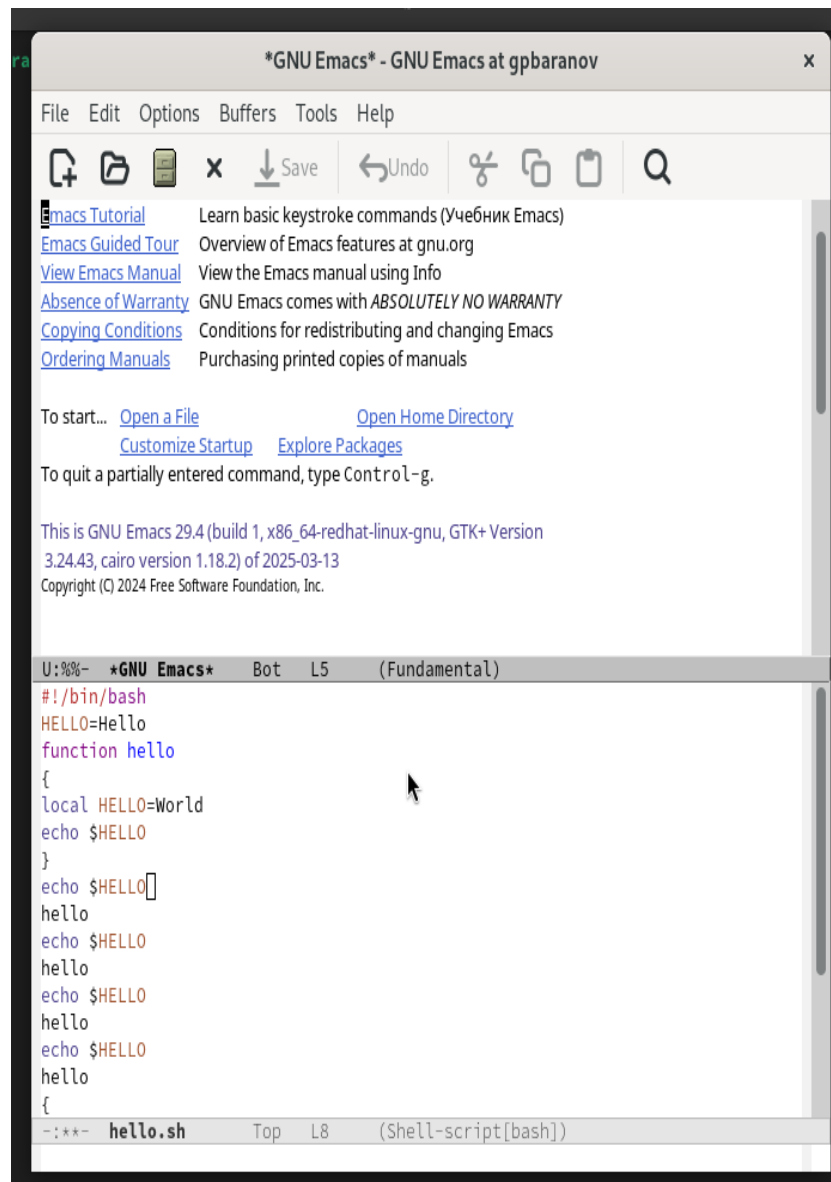 ra
*GNU Emacs* - GNU Emacs at gpbaranov x
File Edit Options Buffers Tools Help
Save Undo
Emacs Tutorial Learn basic keystroke commands (Учебник Emacs)
Emacs Guided Tour Overview of Emacs features at gnu.org
View Emacs Manual View the Emacs manual using Info
Absence of Warranty GNU Emacs comes with ABSOLUTELY NO WARRANTY
Copying Conditions Conditions for redistributing and changing Emacs
Ordering Manuals Purchasing printed copies of manuals
To start... Open a File Open Home Directory
Customize Startup Explore Packages
To quit a partially entered command, type Control-g.
This is GNU Emacs 29.4 (build 1, x86_64-redhat-linux-gnu, GTK+ Version
3.24.43, cairo version 1.18.2) of 2025-03-13
Copyright (C) 2024 Free Software Foundation, Inc.
U:%%- *GNU Emacs* Bot L5 (Fundamental)
#!/bin/bash
HELLO=Hello
function hello
{
local HELLO=World
echo $HELLO
}
echo $HELLO
hello
echo $HELLO
hello
echo $HELLO
hello
echo $HELLO
hello
{
-:**- hello.sh Top L8 (Shell-script[bash])